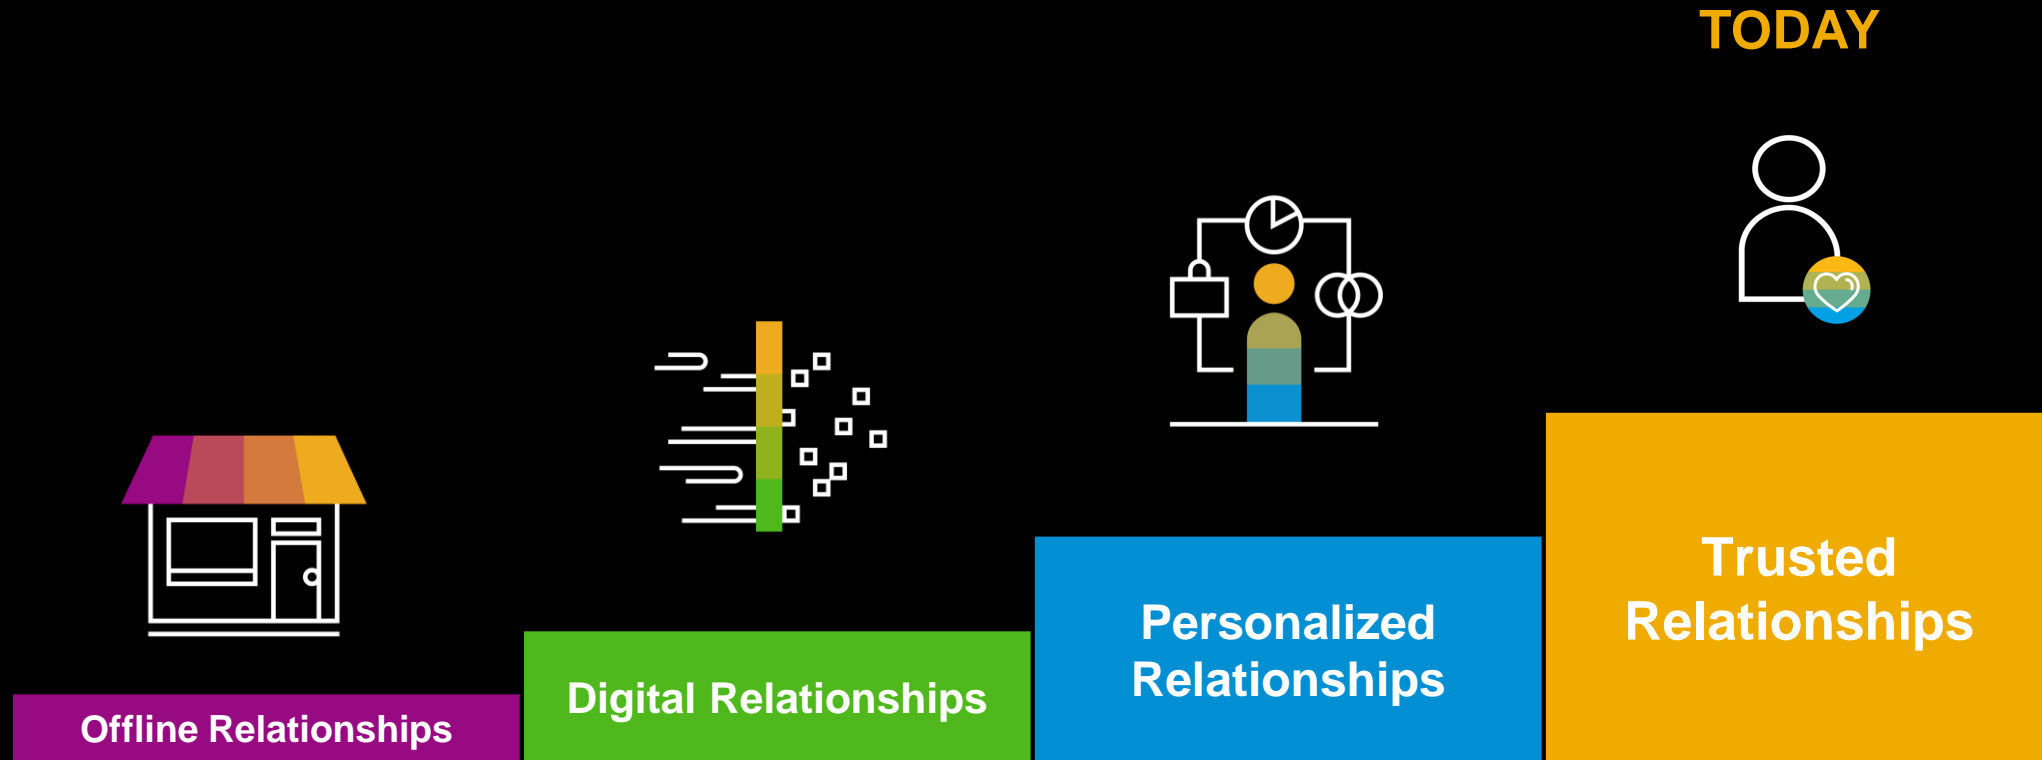 TODAY
Offline Relationships
Digital Relationships
Personalized
Relationships
Trusted
Relationships